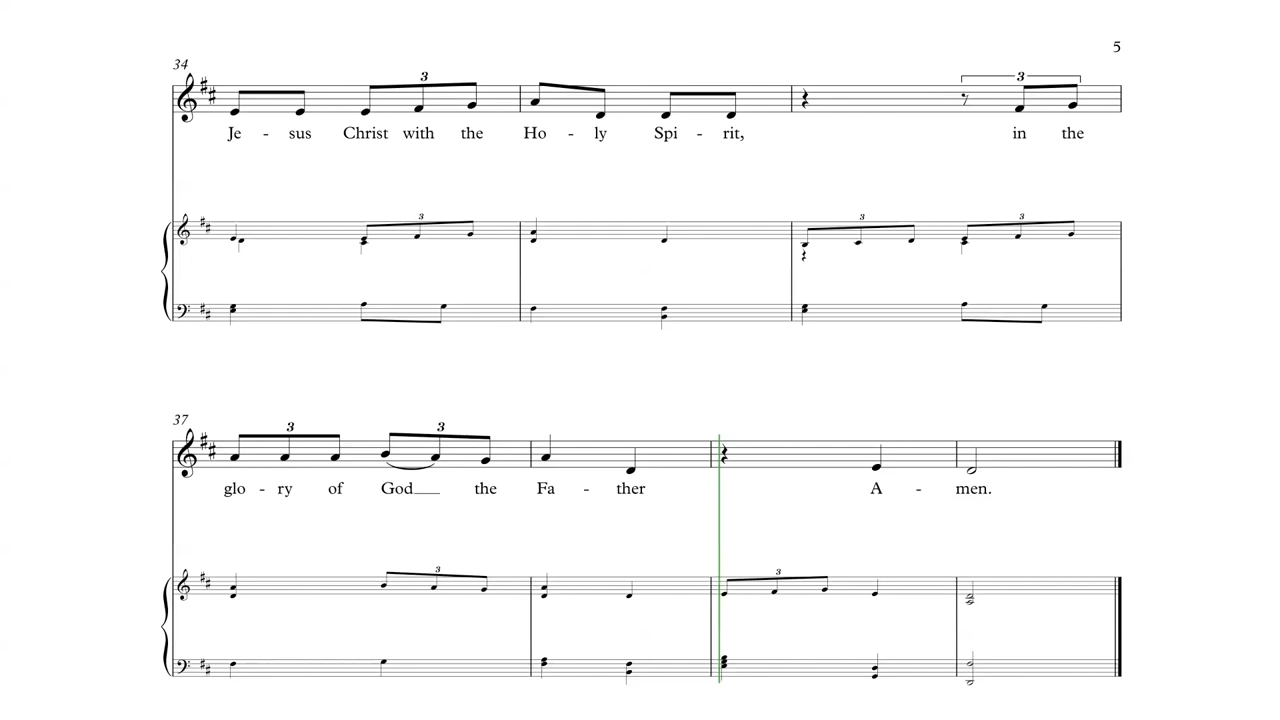 5
34
3
Je - sus Christ with the Ho - ly Spi - rit, in the
3
3 3 3
37
3 3
glo - ry of God__ the Fa - ther A - men.
3 3